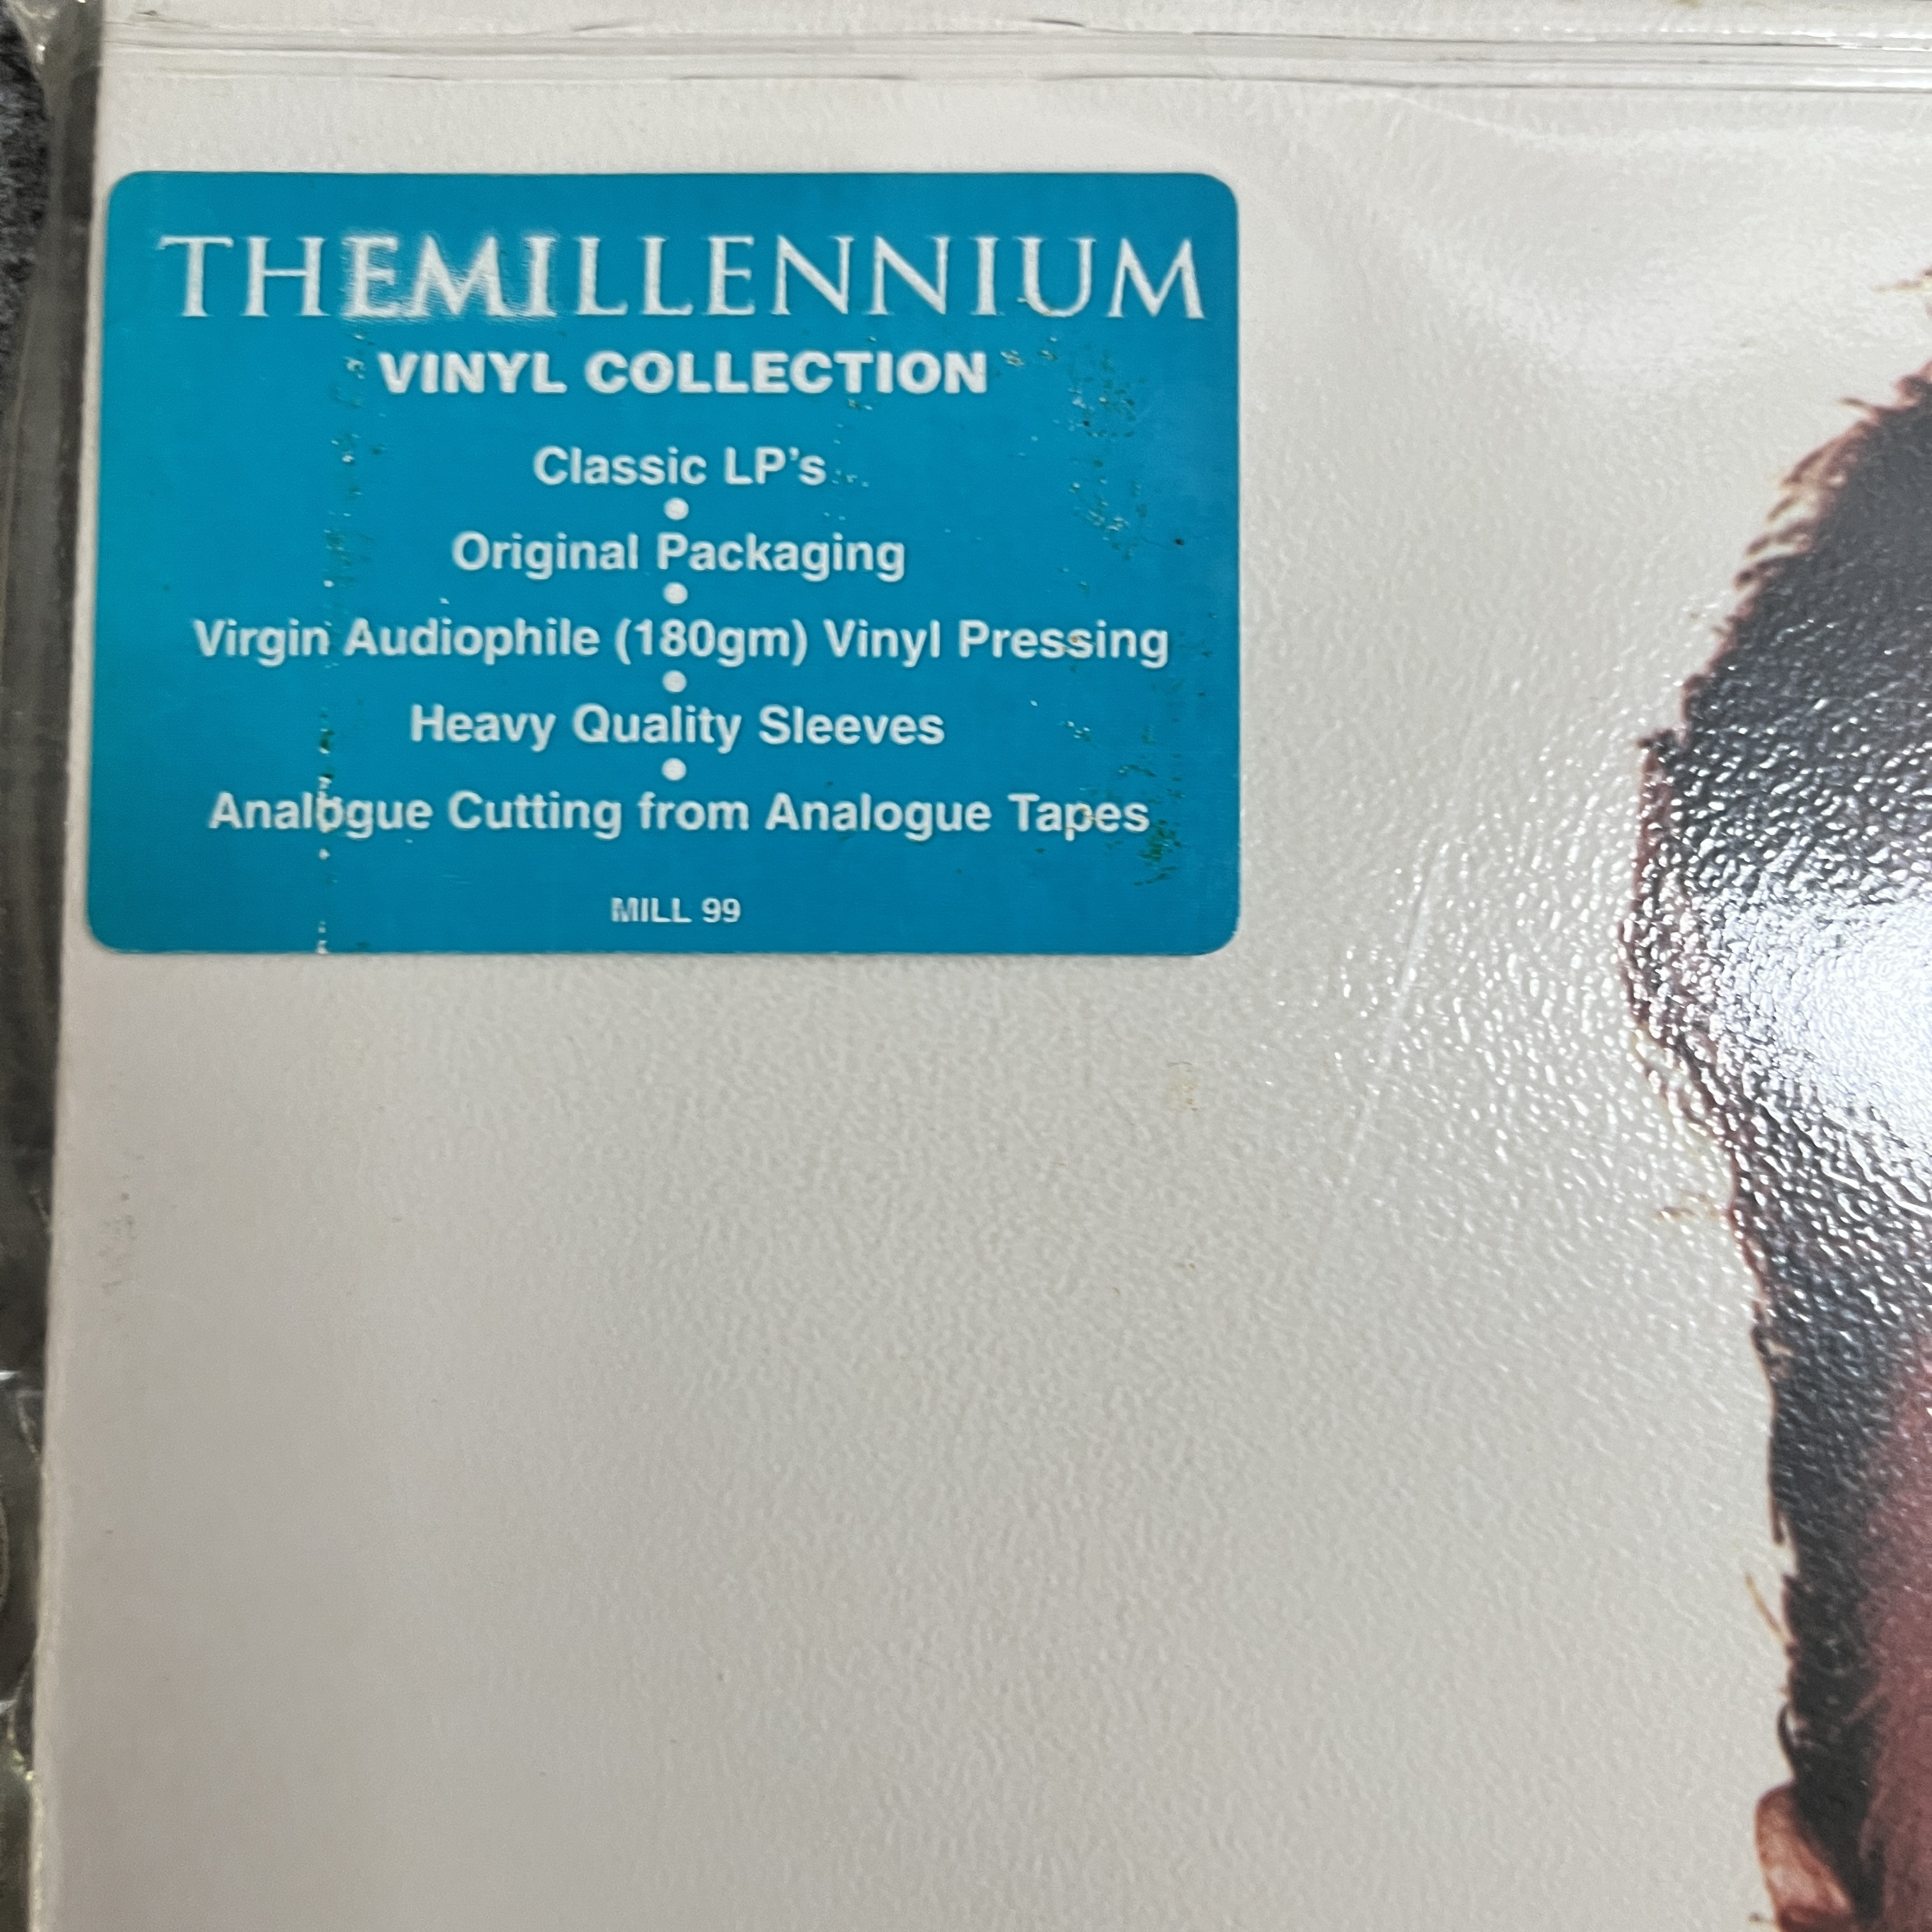 THEMILLENNIUM
VINYL COLLECTION
Classic LP's
Original Packaging
Virgin Audiophile (180gm) Vinyl Pressing
Heavy Quality Sleeves
Analogue Cutting from Analogue Tapes
MILL 99